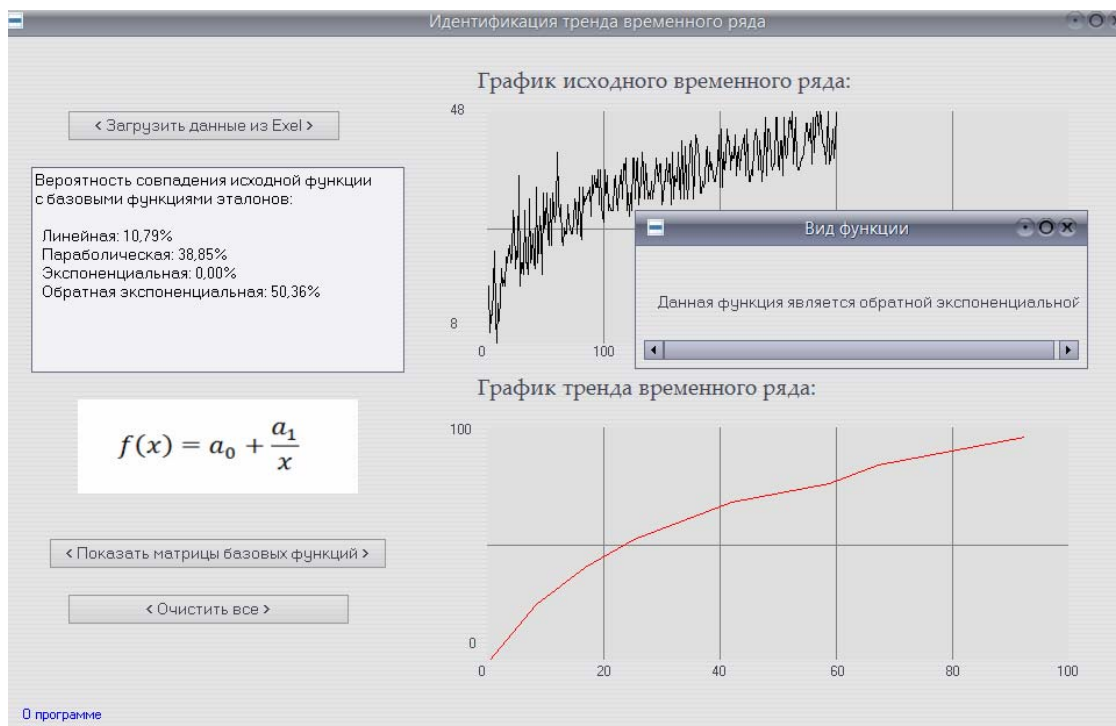 Идентификация тренда временного ряда
< Загрузить данные из Exel >
Вероятность совпадения исходной функции
с базовыми функциями эталонов:
Линейная: 10,79%
Параболическая: 38,85%
Экспоненциальная: 0,00%
Обратная экспоненциальная: 50,36%
f(x) = a₀ + a₁/x
< Показать матрицы базовых функций >
< Очистить все >
О программе
График исходного временного ряда:
48
8
0 100
Вид функции
Данная функция является обратной экспоненциальной
График тренда временного ряда:
100
0
0 20 40 60 80 100